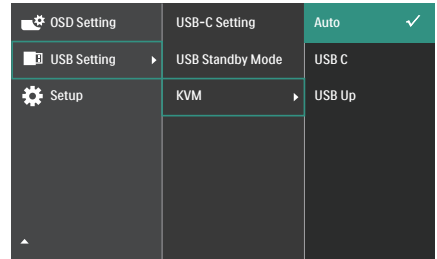 OSD Setting
USB Setting
Setup
USB-C Setting
USB Standby Mode
KVM
Auto
USB C
USB Up